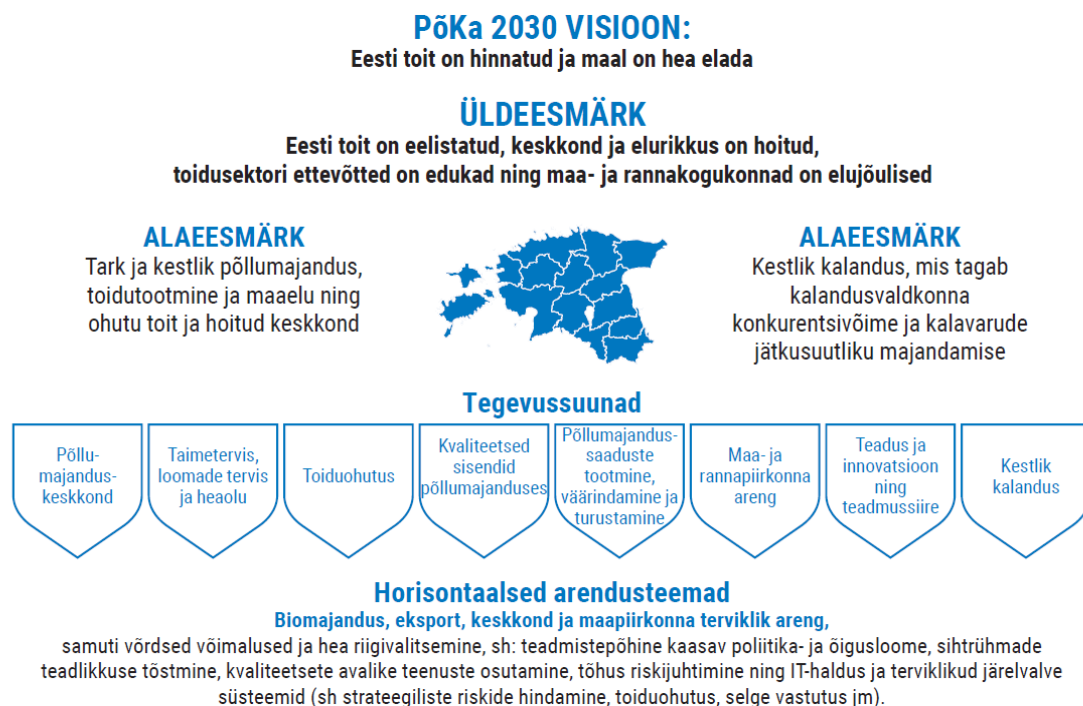 PõKa 2030 VISIOON:
Eesti toit on hinnatud ja maal on hea elada
ÜLDEESMÄRK
Eesti toit on eelistatud, keskkond ja elurikkus on hoitud,
toidusektori ettevõtted on edukad ning maa- ja rannakogukonnad on elujõulised
ALAEESMÄRK
Tark ja kestlik põllumajandus,
toidutootmine ja maaelu ning
ohutu toit ja hoitud keskkond
ALAEESMÄRK
Kestlik kalandus, mis tagab
kalandusvaldkonna
konkurentsivõime ja kalavarude
jätkusuutliku majandamise
Tegevussuunad
Põllu-
majandus-
keskkond
Taimetervis,
loomade tervis
ja heaolu
Toiduohutus
Kvaliteetsed
sisendid
põllumajanduses
Põllumajandus-
saaduste
tootmine,
väärindamine ja
turustamine
Maa- ja
rannapiirkonna
areng
Teadus ja
innovatsioon
ning
teadmussiire
Kestlik
kalandus
Horisontaalsed arendusteemad
Biomajandus, eksport, keskkond ja maapiirkonna terviklik areng,
samuti võrdsed võimalused ja hea riigivalitsemine, sh: teadmistepõhine kaasav poliitika- ja õigusloome, sihtrühmade
teadlikkuse tõstmine, kvaliteetsete avalike teenuste osutamine, tõhus riskijuhtimine ning IT-haldus ja terviklikud järelvalve
süsteemid (sh strateegiliste riskide hindamine, toiduohutus, selge vastutus jm).